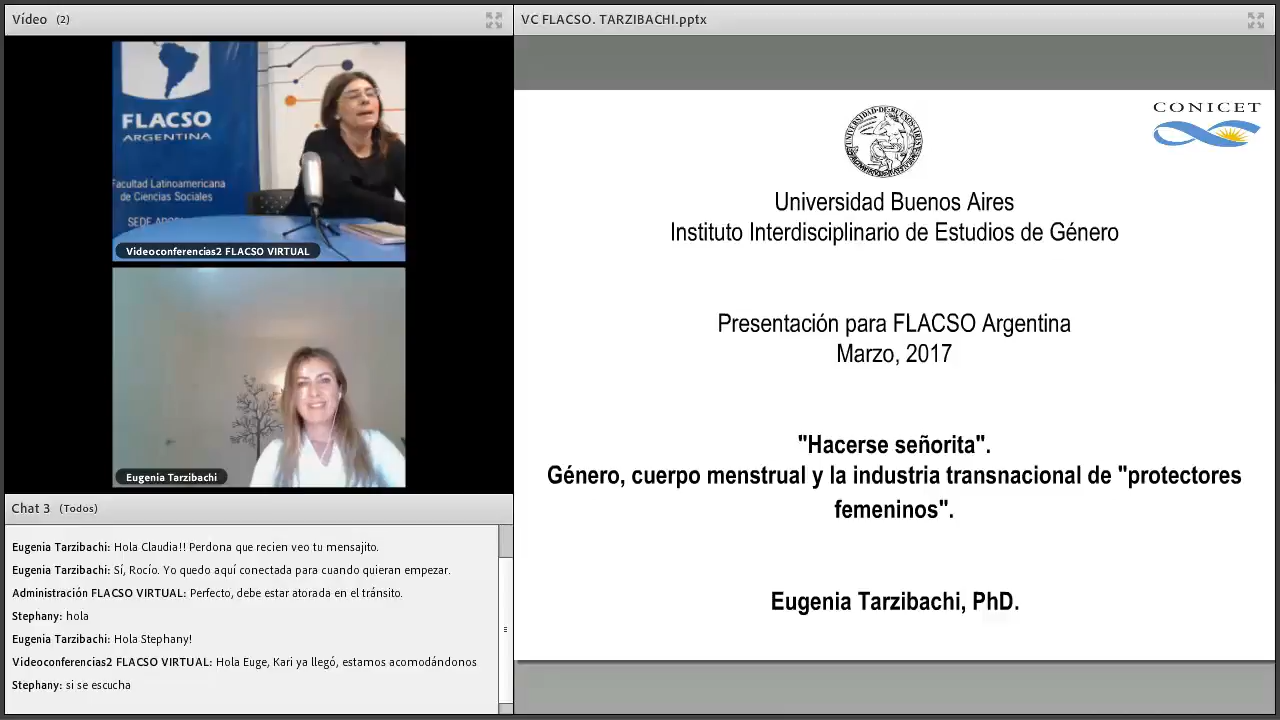 Vídeo (2)
FLACSO
ARGENTINA
Facultad Latinoamericana
de Ciencias Sociales
SEDE
Videoconferencias2 FLACSO VIRTUAL
Eugenia Tarzibachi
Chat 3 (Todos)
Eugenia Tarzibachi: Hola Claudia!! Perdona que recien veo tu mensajito.
Eugenia Tarzibachi: Sí, Rocío. Yo quedo aquí conectada para cuando quieran empezar.
Administración FLACSO VIRTUAL: Perfecto, debe estar atorada en el tránsito.
Stephany: hola
Eugenia Tarzibachi: Hola Stephany!
Videoconferencias2 FLACSO VIRTUAL: Hola Euge, Kari ya llegó, estamos acomodándonos
Stephany: si se escucha
VC FLACSO. TARZIBACHI.pptx
CONICET
Universidad Buenos Aires
Instituto Interdisciplinario de Estudios de Género
Presentación para FLACSO Argentina
Marzo, 2017
"Hacerse señorita".
Género, cuerpo menstrual y la industria transnacional de "protectores
femeninos".
Eugenia Tarzibachi, PhD.